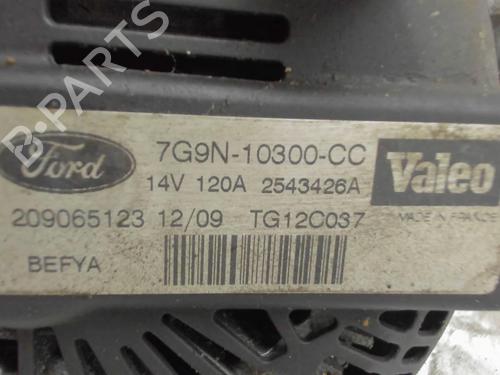 B-PARTS
Ford
7G9N-10300-CC
14V 120A 2543426A
Valeo
MADE IN FRANCE
209065123 12/09 TG12C037
BEFYA